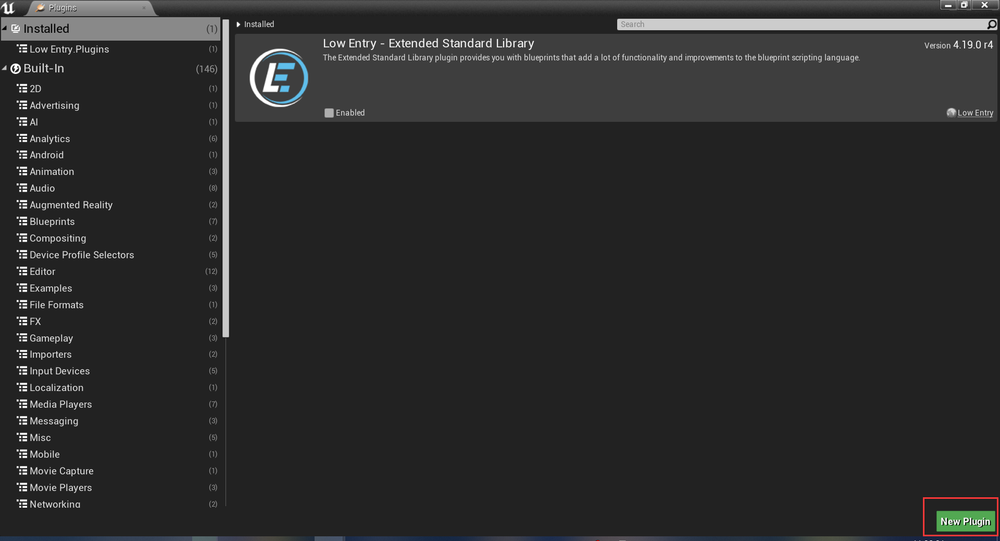 Plugins
Installed (1)
Low Entry.Plugins (1)
Built-In (146)
2D (1)
Advertising (1)
AI (1)
Analytics (6)
Android (1)
Animation (3)
Audio (8)
Augmented Reality (2)
Blueprints (7)
Compositing (2)
Device Profile Selectors (5)
Editor (12)
Examples (3)
File Formats (1)
FX (2)
Gameplay (3)
Importers (2)
Input Devices (5)
Localization (1)
Media Players (7)
Messaging (3)
Misc (5)
Mobile (1)
Movie Capture (1)
Movie Players (3)
Networking (2)
Installed
Search
Low Entry - Extended Standard Library
Version 4.19.0 r4
The Extended Standard Library plugin provides you with blueprints that add a lot of functionality and improvements to the blueprint scripting language.
LE
Enabled
Low Entry
New Plugin